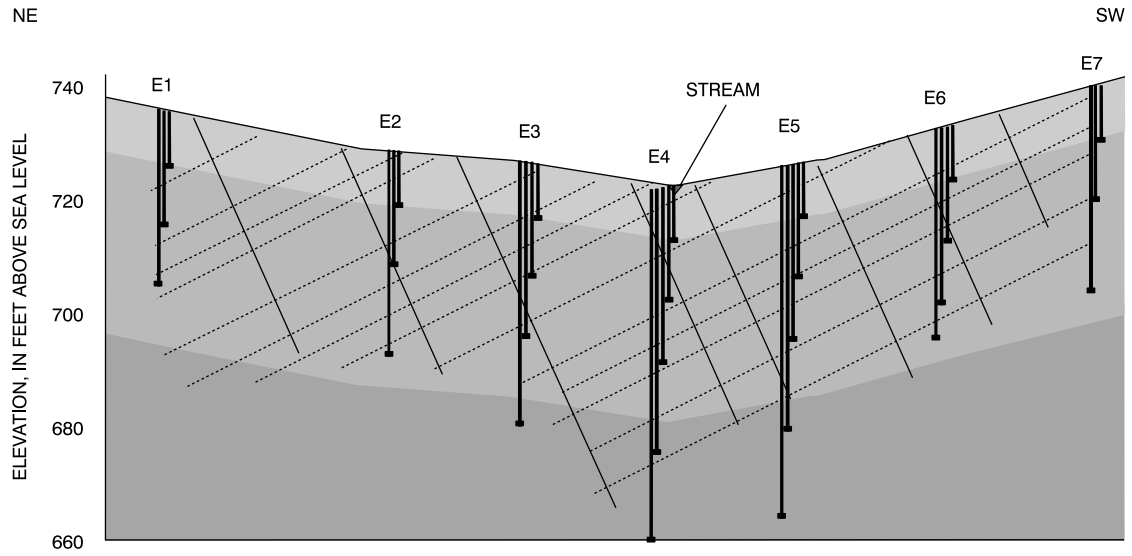 NE
SW
E7
740
E1
STREAM
E6
E2
E3
E5
E4
720
700
680
660
ELEVATION, IN FEET ABOVE SEA LEVEL